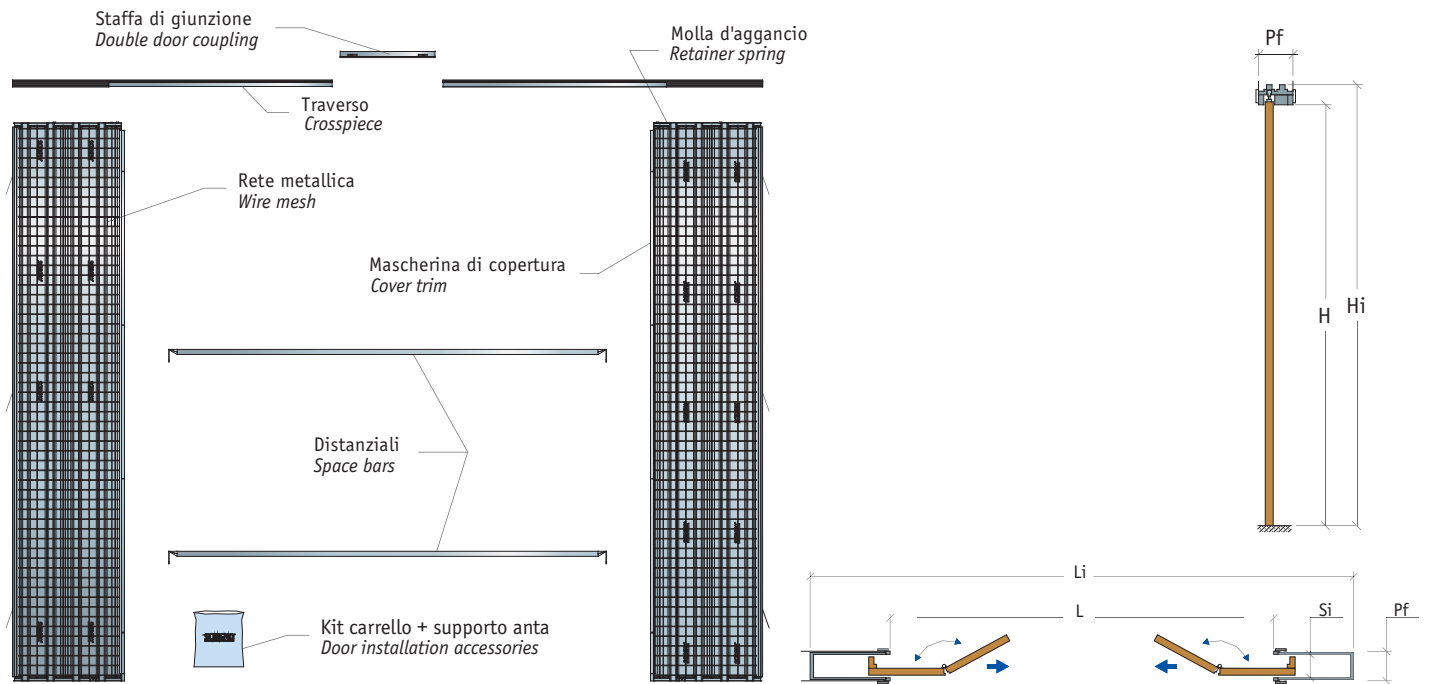 Staffa di giunzione
Double door coupling
Molla d'aggancio
Retainer spring
Traverso
Crosspiece
Rete metallica
Wire mesh
Mascherina di copertura
Cover trim
Distanziali
Space bars
Kit carrello + supporto anta
Door installation accessories
Pf
H
Hi
Li
L
Si
Pf